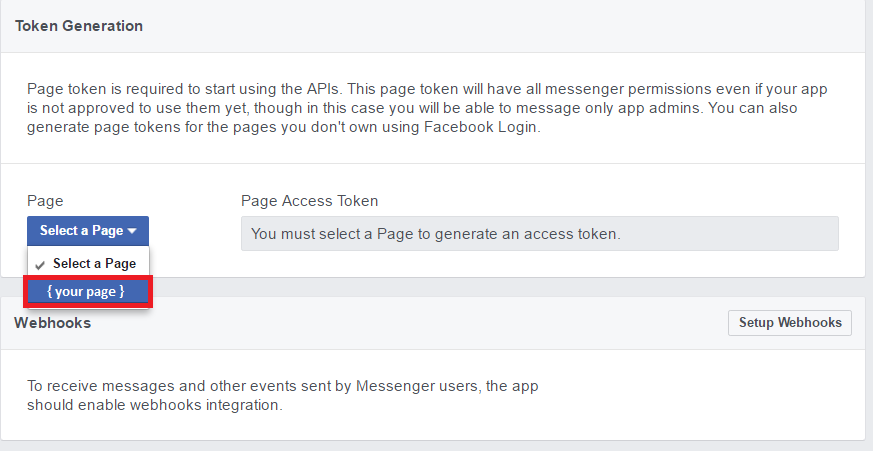 Token Generation
Page token is required to start using the APIs. This page token will have all messenger permissions even if your app
is not approved to use them yet, though in this case you will be able to message only app admins. You can also
generate page tokens for the pages you don't own using Facebook Login.
Page
Page Access Token
Select a Page
You must select a Page to generate an access token.
Select a Page
{ your page }
Webhooks
Setup Webhooks
To receive messages and other events sent by Messenger users, the app
should enable webhooks integration.